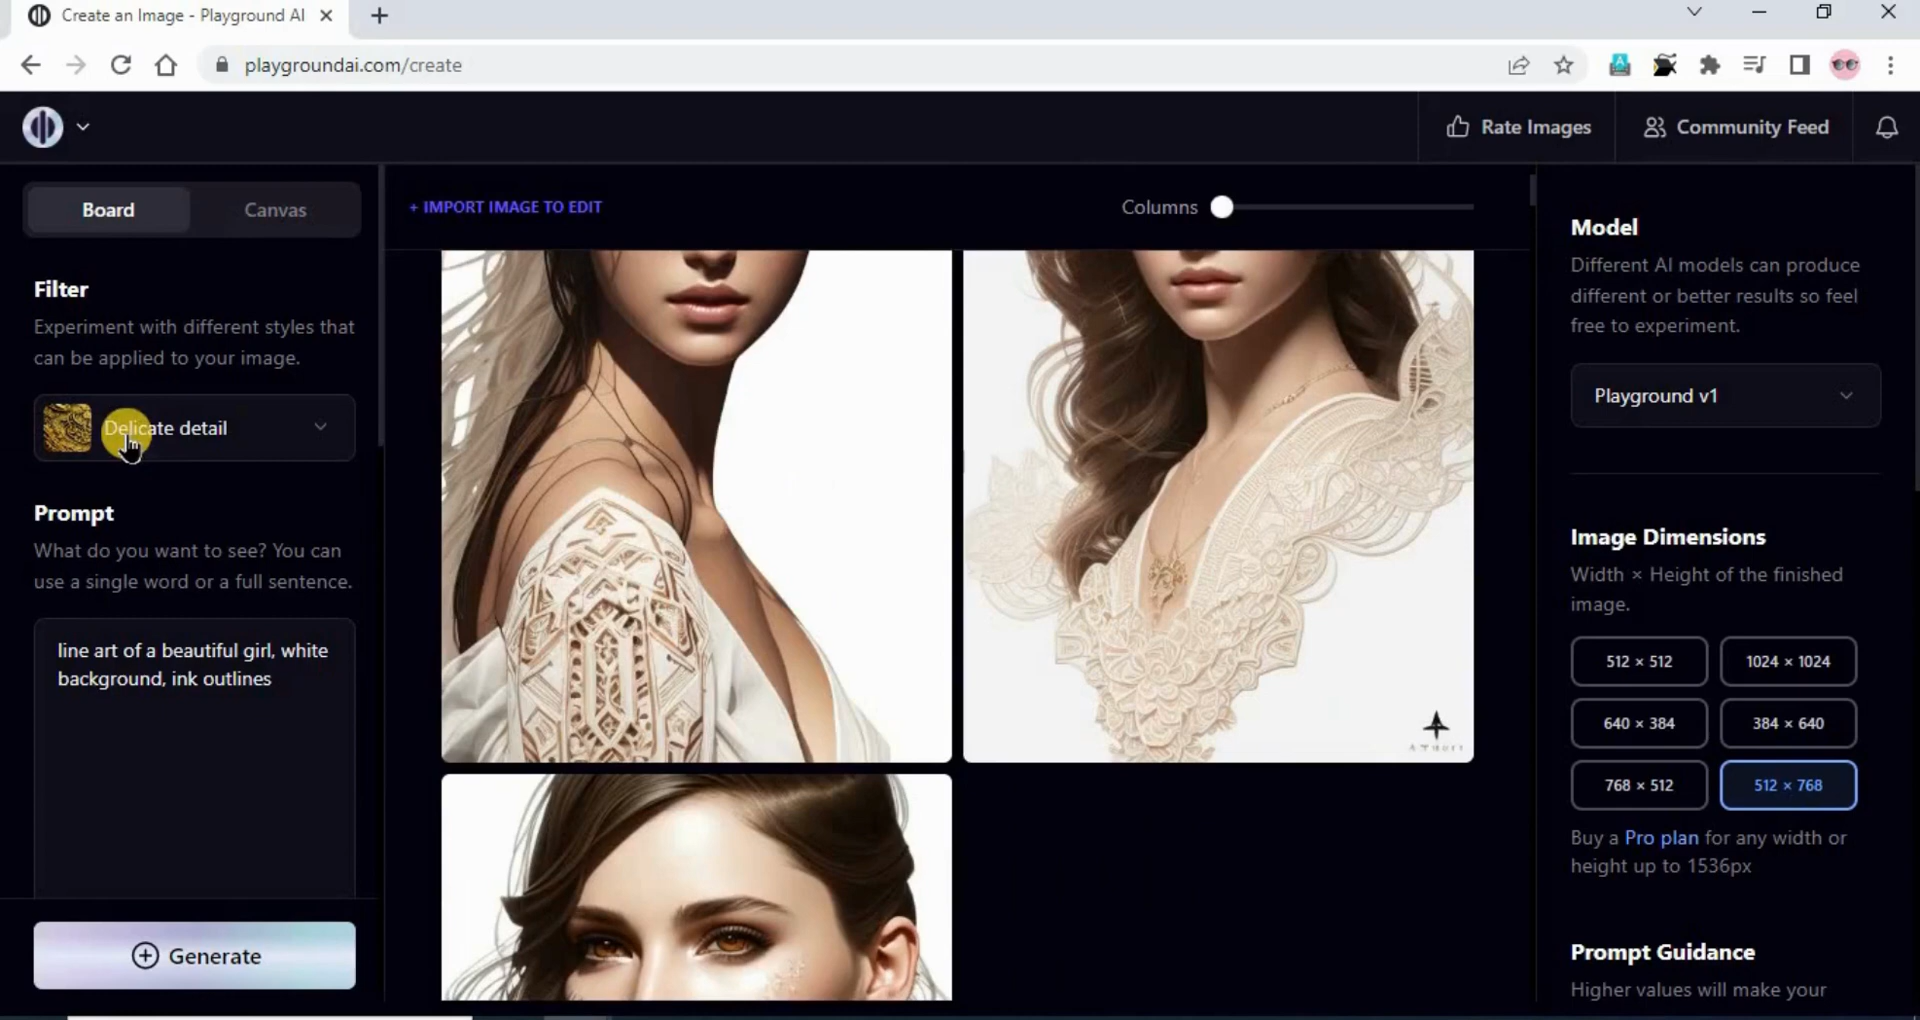 Create an Image - Playground AI
playgroundai.com/create
Rate Images
Community Feed
Board
Canvas
+ IMPORT IMAGE TO EDIT
Columns
Filter
Experiment with different styles that
can be applied to your image.
Delicate detail
Prompt
What do you want to see? You can
use a single word or a full sentence.
line art of a beautiful girl, white
background, ink outlines
Generate
Model
Different AI models can produce
different or better results so feel
free to experiment.
Playground v1
Image Dimensions
Width × Height of the finished
image.
512 × 512
1024 × 1024
640 × 384
384 × 640
768 × 512
512 × 768
Buy a Pro plan for any width or
height up to 1536px
Prompt Guidance
Higher values will make your